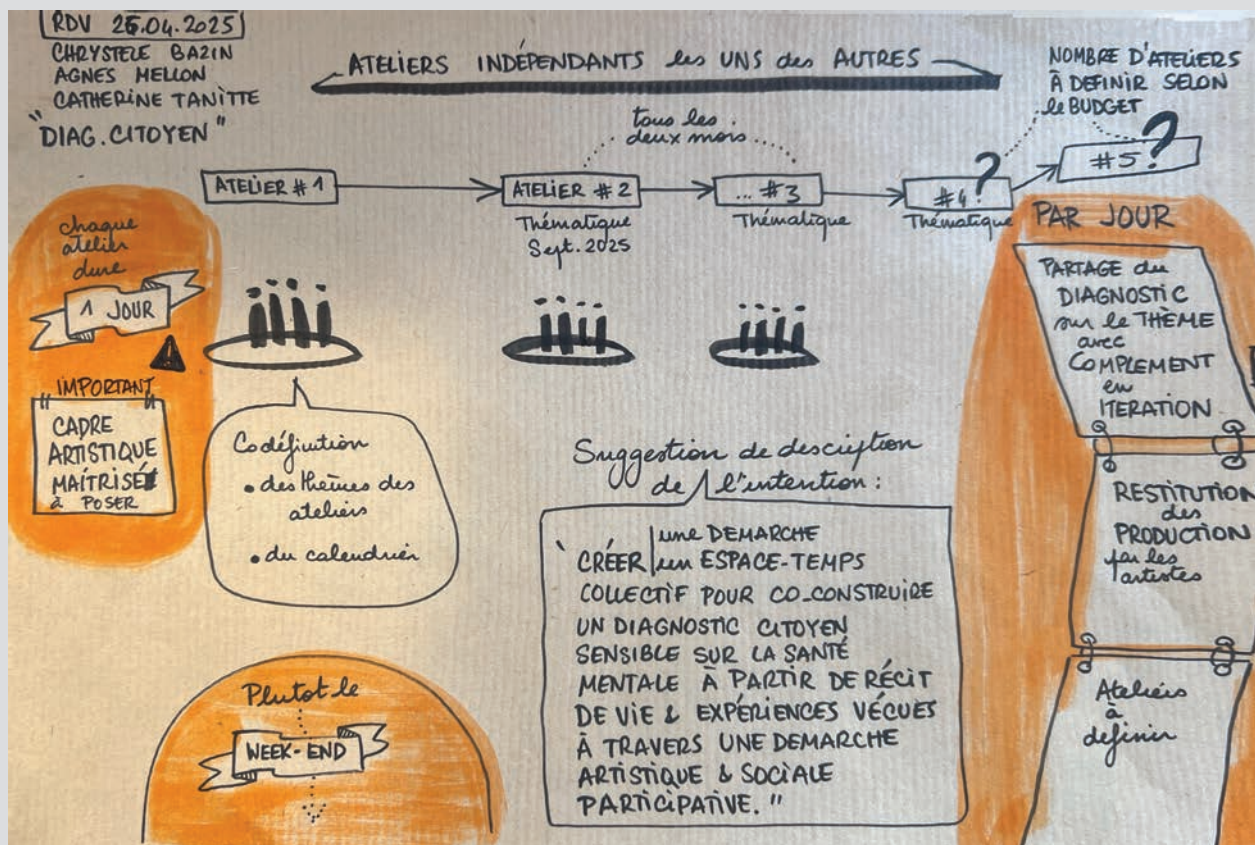 RDV 25.04.2025
CHRYSTELE BAZIN
AGNES MELLON
CATHERINE TANITTE
"DIAG. CITOYEN"
ATELIERS INDÉPENDANTS les UNS des AUTRES
NOMBRE D'ATELIERS
À DEFINIR SELON
le BUDGET
tous les
deux mois
ATELIER #1
ATELIER #2
... #3
#4 ?
#5 ?
Thématique
Sept. 2025
Thématique
Thématique
chaque
atelier
dure
1 JOUR
IMPORTANT
CADRE
ARTISTIQUE
MAÎTRISÉ
à POSER
Codéfinition
• des thèmes des
ateliers
• du calendrier
Plutot le
WEEK-END
Suggestion de description
de l'intention :
"CRÉER une DEMARCHE
un ESPACE-TEMPS
COLLECTIF POUR CO-CONSTRUIRE
UN DIAGNOSTIC CITOYEN
SENSIBLE SUR LA SANTÉ
MENTALE À PARTIR DE RÉCIT
DE VIE & EXPÉRIENCES VÉCUES
À TRAVERS UNE DEMARCHE
ARTISTIQUE & SOCIALE
PARTICIPATIVE."
PAR JOUR
PARTAGE du
DIAGNOSTIC
sur le THÈME
avec
COMPLEMENT
en
ITERATION
RESTITUTION
des
PRODUCTION
par les
artistes
Ateliers
à
définir